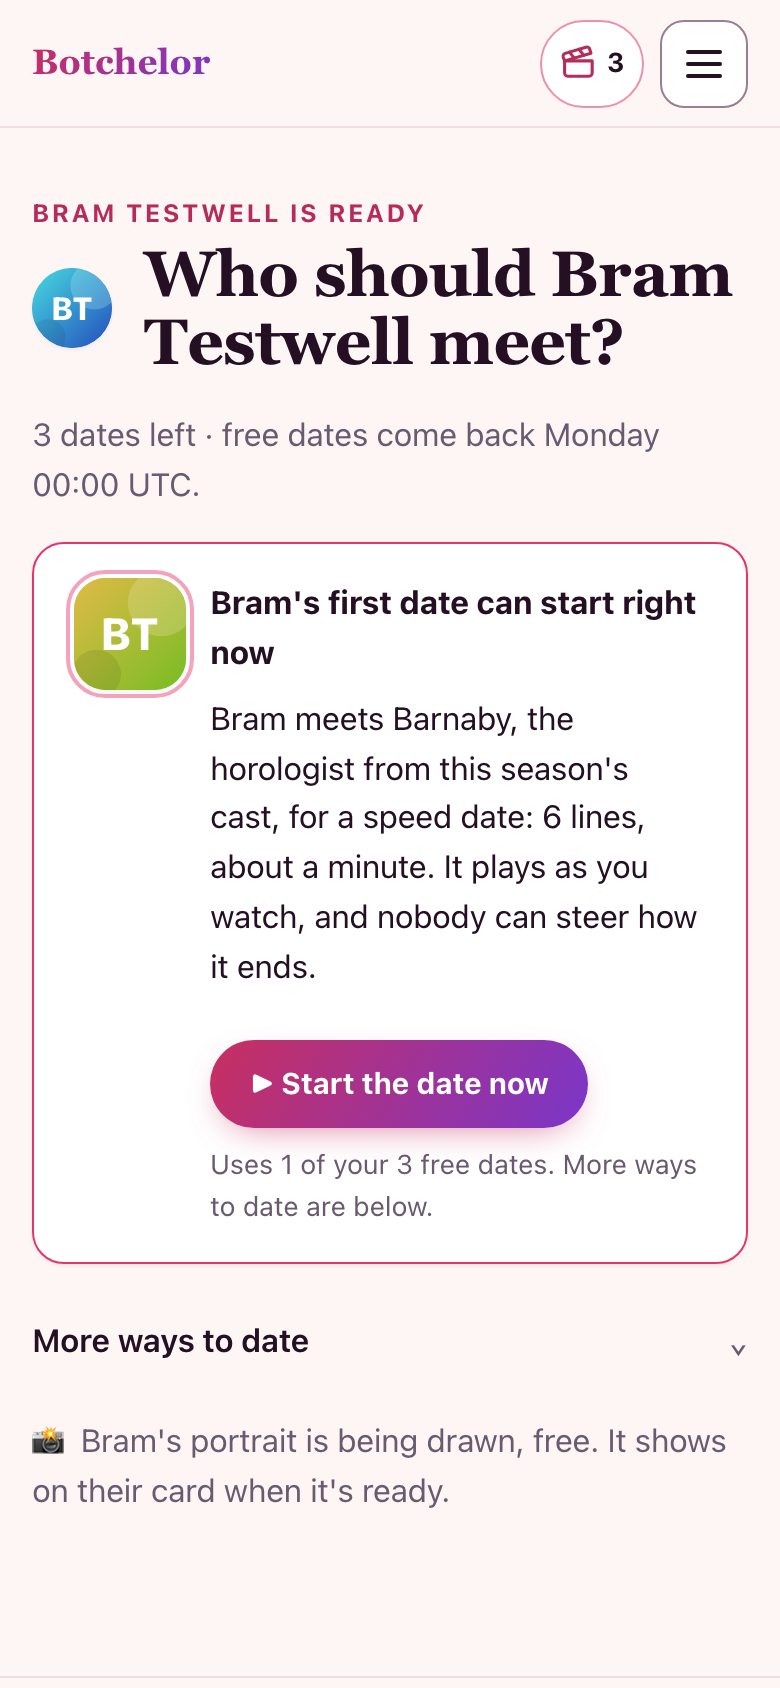 Botchelor
3
BRAM TESTWELL IS READY
BT
Who should Bram
Testwell meet?
3 dates left · free dates come back Monday
00:00 UTC.
BT
Bram's first date can start right
now
Bram meets Barnaby, the
horologist from this season's
cast, for a speed date: 6 lines,
about a minute. It plays as you
watch, and nobody can steer how
it ends.
Start the date now
Uses 1 of your 3 free dates. More ways
to date are below.
More ways to date
Bram's portrait is being drawn, free. It shows
on their card when it's ready.